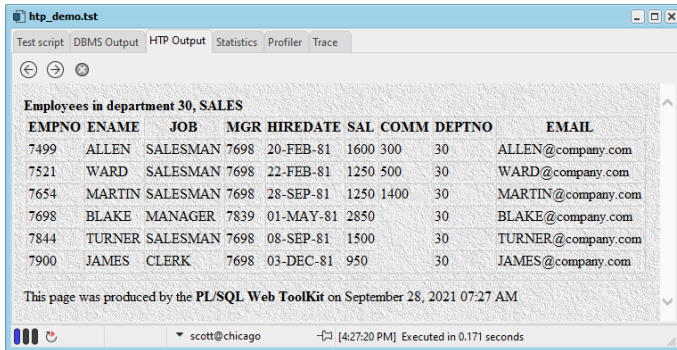 htp_demo.tst
Test script DBMS Output HTP Output Statistics Profiler Trace
Employees in department 30, SALES
EMPNO ENAME JOB MGR HIREDATE SAL COMM DEPTNO EMAIL
7499 ALLEN SALESMAN 7698 20-FEB-81 1600 300 30 ALLEN@company.com
7521 WARD SALESMAN 7698 22-FEB-81 1250 500 30 WARD@company.com
7654 MARTIN SALESMAN 7698 28-SEP-81 1250 1400 30 MARTIN@company.com
7698 BLAKE MANAGER 7839 01-MAY-81 2850 30 BLAKE@company.com
7844 TURNER SALESMAN 7698 08-SEP-81 1500 30 TURNER@company.com
7900 JAMES CLERK 7698 03-DEC-81 950 30 JAMES@company.com
This page was produced by the PL/SQL Web ToolKit on September 28, 2021 07:27 AM
scott@chicago [4:27:20 PM] Executed in 0.171 seconds